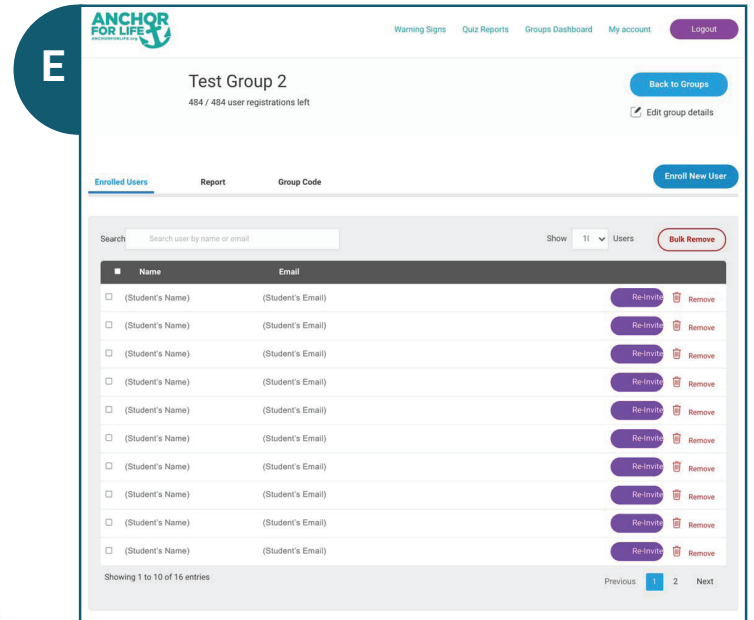 E
ANCHOR
FOR LIFE
ANCHORFORLIFE.org
Warning Signs Quiz Reports Groups Dashboard My account Logout
Test Group 2
484 / 484 user registrations left
Back to Groups
Edit group details
Enrolled Users Report Group Code Enroll New User
Search Search user by name or email Show Users Bulk Remove
Name Email
(Student's Name) (Student's Email) Re-Invite Remove
(Student's Name) (Student's Email) Re-Invite Remove
(Student's Name) (Student's Email) Re-Invite Remove
(Student's Name) (Student's Email) Re-Invite Remove
(Student's Name) (Student's Email) Re-Invite Remove
(Student's Name) (Student's Email) Re-Invite Remove
(Student's Name) (Student's Email) Re-Invite Remove
(Student's Name) (Student's Email) Re-Invite Remove
(Student's Name) (Student's Email) Re-Invite Remove
(Student's Name) (Student's Email) Re-Invite Remove
Showing 1 to 10 of 16 entries Previous 1 2 Next